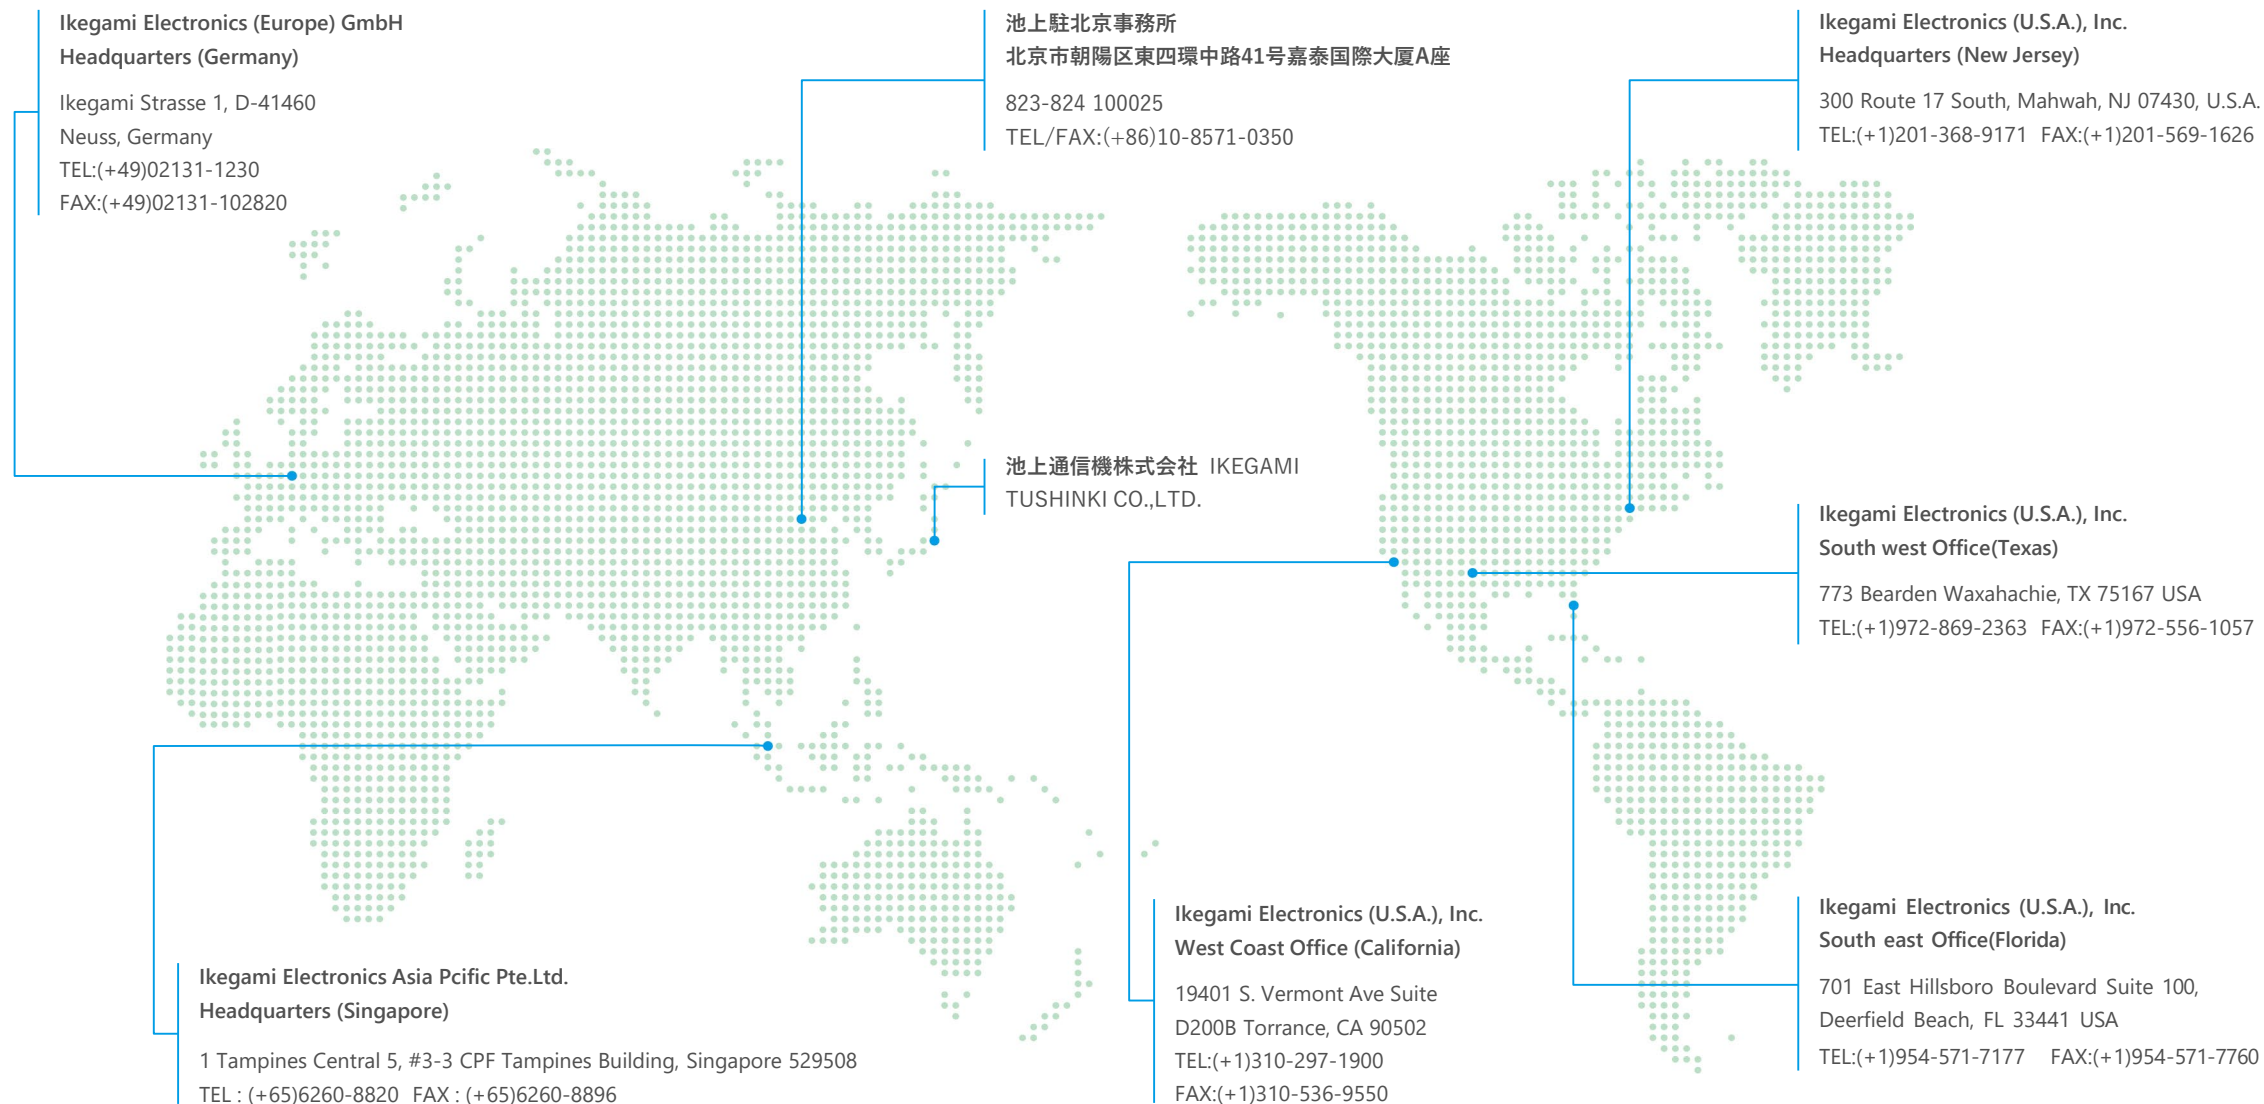 Ikegami Electronics (Europe) GmbH
Headquarters (Germany)
Ikegami Strasse 1, D-41460
Neuss, Germany
TEL:(+49)02131-1230
FAX:(+49)02131-102820
池上駐北京事務所
北京市朝陽区東四環中路41号嘉泰国際大厦A座
823-824 100025
TEL/FAX:(+86)10-8571-0350
Ikegami Electronics (U.S.A.), Inc.
Headquarters (New Jersey)
300 Route 17 South, Mahwah, NJ 07430, U.S.A.
TEL:(+1)201-368-9171 FAX:(+1)201-569-1626
池上通信機株式会社 IKEGAMI
TUSHINKI CO.,LTD.
Ikegami Electronics (U.S.A.), Inc.
South west Office(Texas)
773 Bearden Waxahachie, TX 75167 USA
TEL:(+1)972-869-2363 FAX:(+1)972-556-1057
Ikegami Electronics Asia Pcific Pte.Ltd.
Headquarters (Singapore)
1 Tampines Central 5, #3-3 CPF Tampines Building, Singapore 529508
TEL : (+65)6260-8820 FAX : (+65)6260-8896
Ikegami Electronics (U.S.A.), Inc.
West Coast Office (California)
19401 S. Vermont Ave Suite
D200B Torrance, CA 90502
TEL:(+1)310-297-1900
FAX:(+1)310-536-9550
Ikegami Electronics (U.S.A.), Inc.
South east Office(Florida)
701 East Hillsboro Boulevard Suite 100,
Deerfield Beach, FL 33441 USA
TEL:(+1)954-571-7177 FAX:(+1)954-571-7760